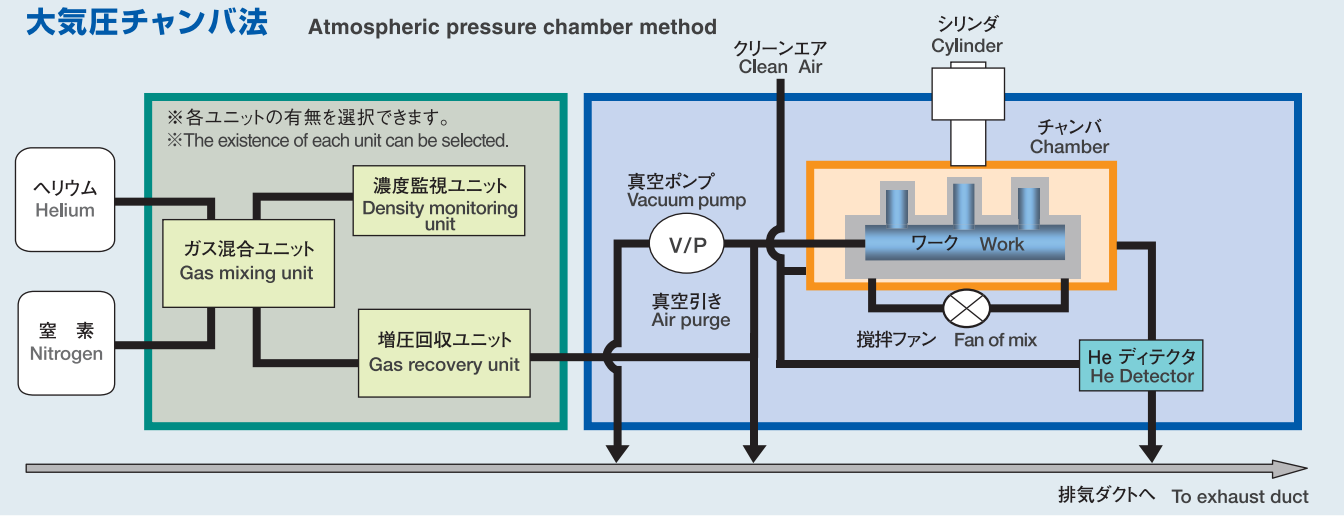 大気圧チャンバ法 Atmospheric pressure chamber method
シリンダ
Cylinder
クリーンエア
Clean Air
※各ユニットの有無を選択できます。
※The existence of each unit can be selected.
チャンバ
Chamber
ヘリウム
Helium
濃度監視ユニット
Density monitoring
unit
真空ポンプ
Vacuum pump
ガス混合ユニット
Gas mixing unit
V/P
ワーク Work
窒 素
Nitrogen
真空引き
Air purge
増圧回収ユニット
Gas recovery unit
撹拌ファン Fan of mix
He ディテクタ
He Detector
排気ダクトへ To exhaust duct